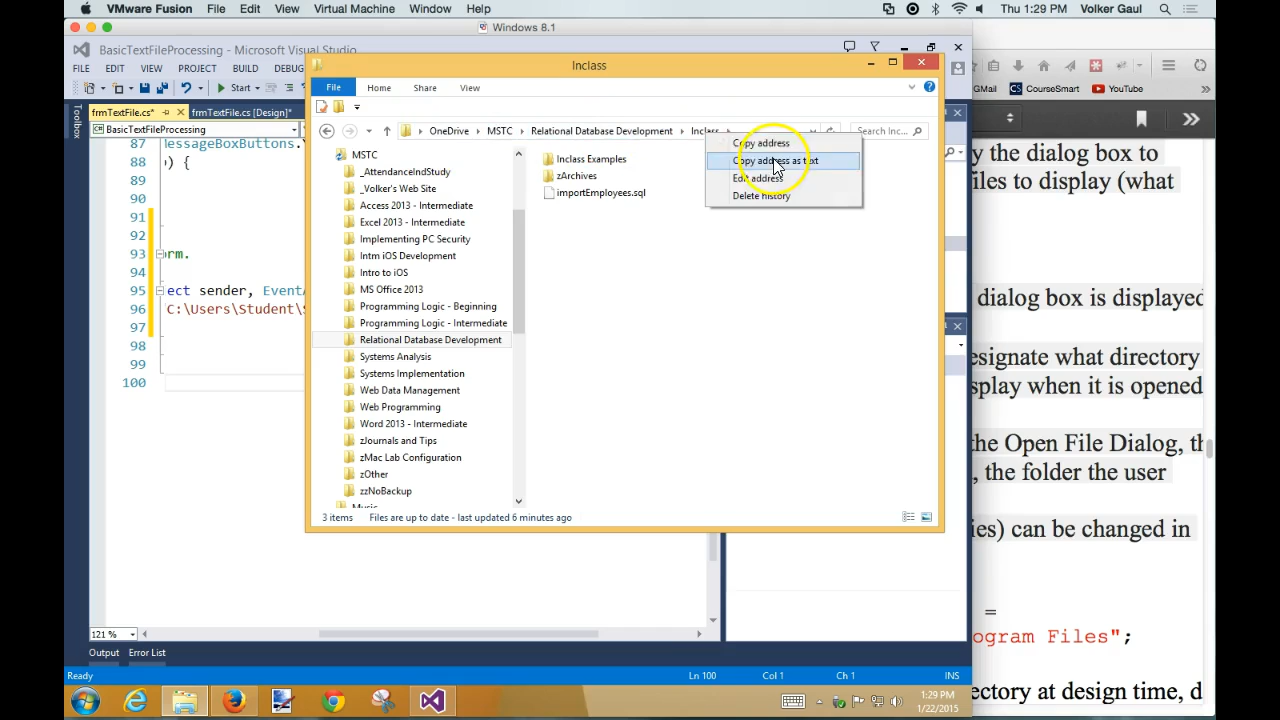 VMware Fusion File Edit View Virtual Machine Window Help Thu 1:29 PM Volker Gaul
Windows 8.1
BasicTextFileProcessing - Microsoft Visual Studio
Inclass
FILE EDIT VIEW PROJECT BUILD DEBUG
File Home Share View
Start
GMail CS CourseSmart YouTube
frmTextFile.cs* frmTextFile.cs [Design]*
BasicTextFileProcessing
OneDrive MSTC Relational Database Development Inclass Search Inc...
Copy address
Copy address as text
Edit address
Delete history
MSTC
_AttendanceIndStudy
_Volker's Web Site
Access 2013 - Intermediate
Excel 2013 - Intermediate
Implementing PC Security
Intm iOS Development
Intro to iOS
MS Office 2013
Programming Logic - Beginning
Programming Logic - Intermediate
Relational Database Development
Systems Analysis
Systems Implementation
Web Data Management
Web Programming
Word 2013 - Intermediate
zJournals and Tips
zMac Lab Configuration
zOther
zzNoBackup
Inclass Examples
zArchives
importEmployees.sql
3 items Files are up to date - last updated 6 minutes ago
Toolbox
87 essageBoxButtons.
88 ) {
89
90
91
92
93 rm.
94
95 ect sender, EventA
96 "C:\Users\Student\S
97
98
99
100
121 %
Output Error List
Ready Ln 100 Col 1 Ch 1 INS
1:29 PM
1/22/2015
y the dialog box to
iles to display (what
dialog box is displayed
esignate what directory
splay when it is opened
the Open File Dialog, th
, the folder the user
ies) can be changed in
=
ogram Files";
ectory at design time, d